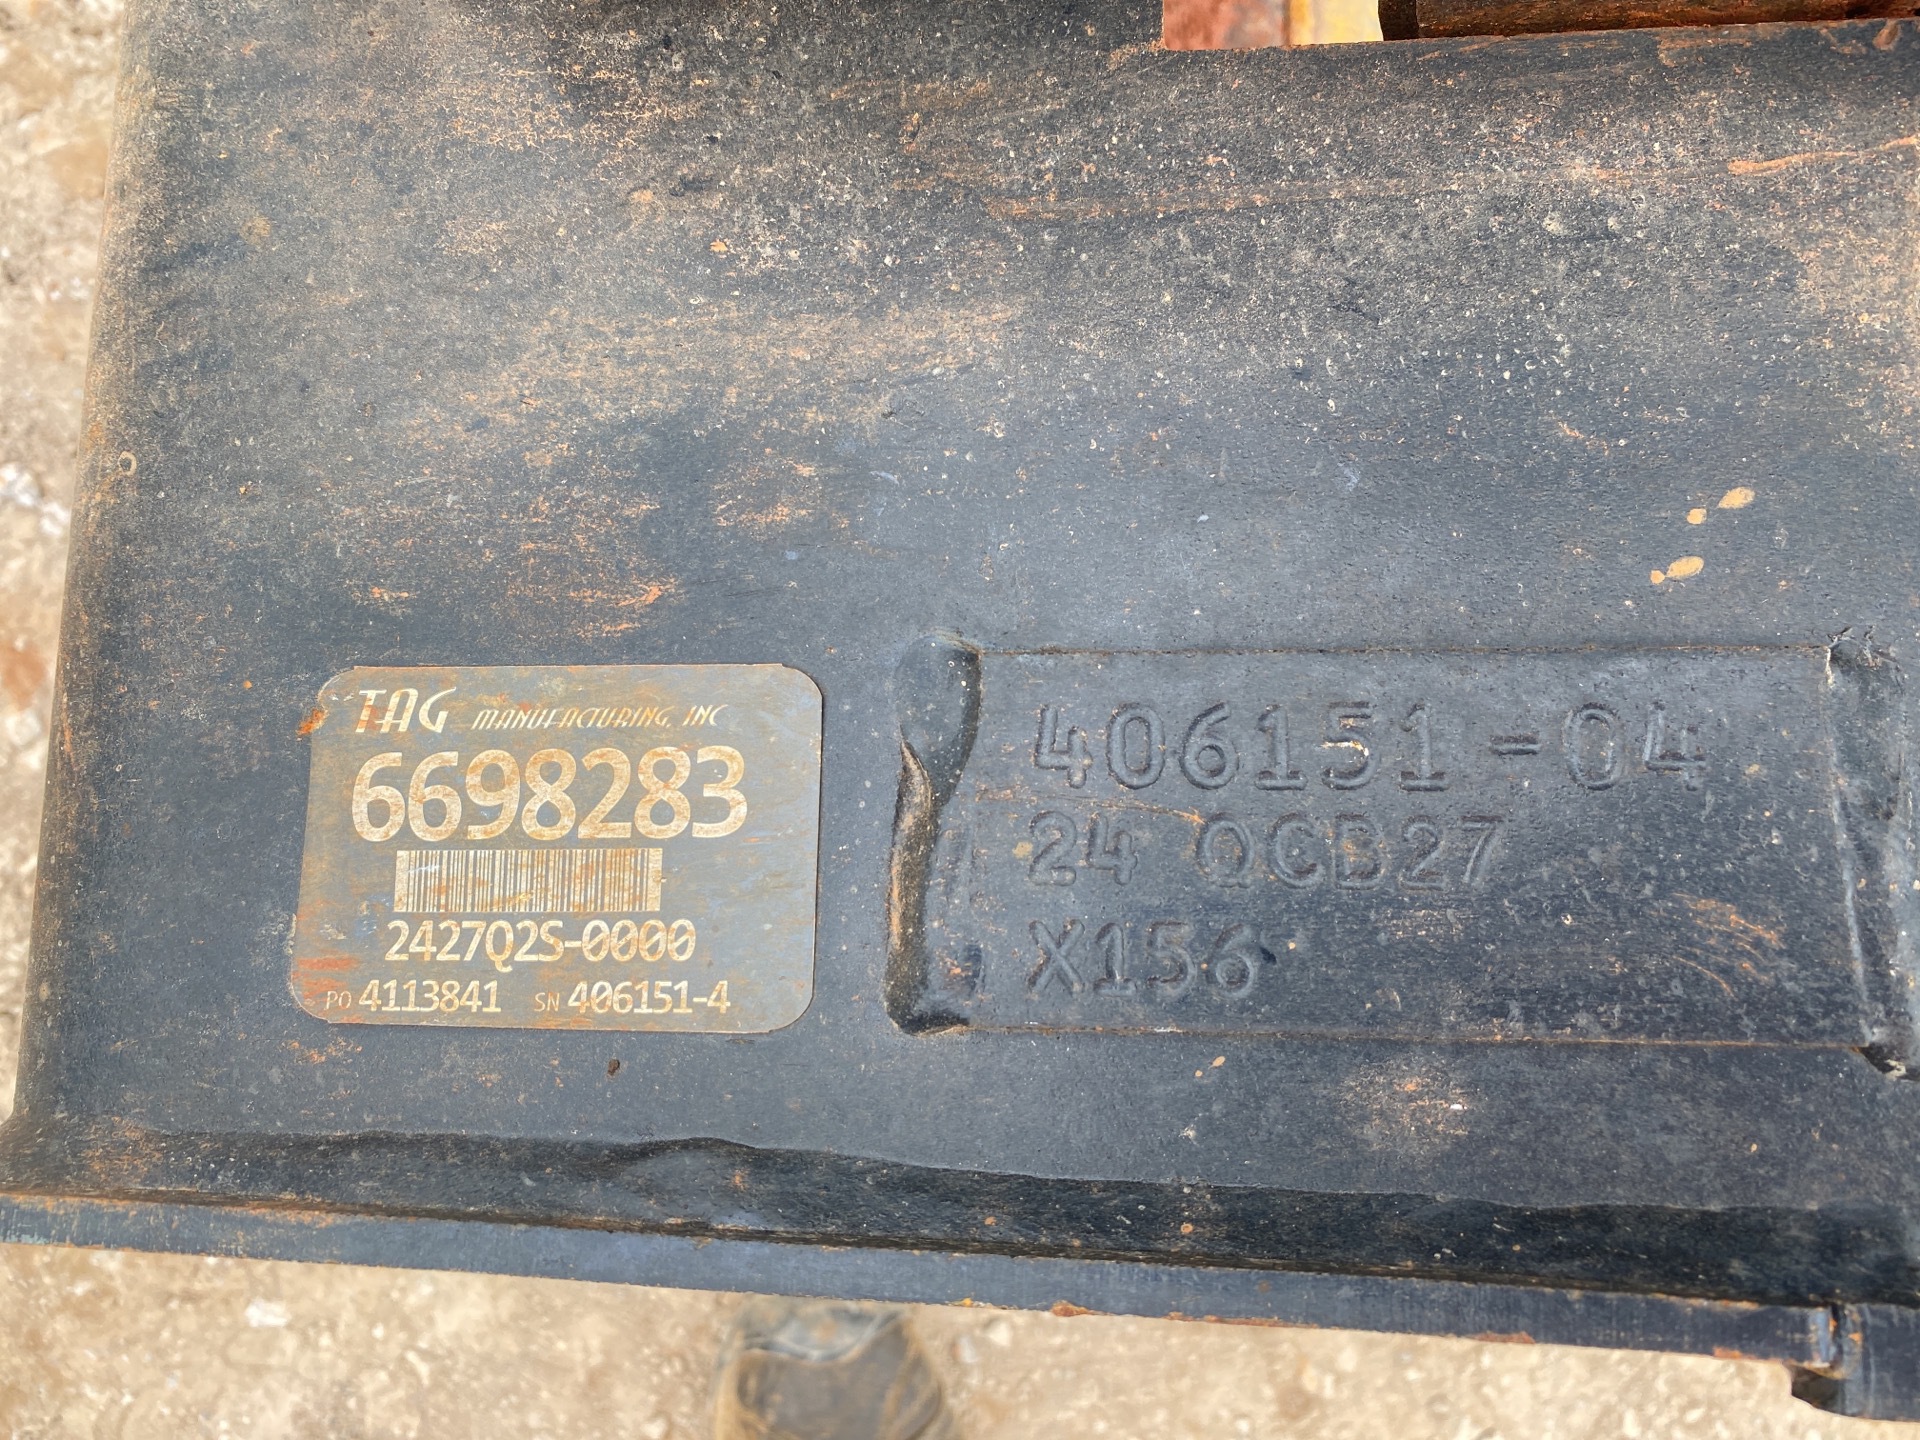 TAG MANUFACTURING, INC
6698283
2427Q2S-0000
PO 4113841 SN 406151-4
406151-04
24 QCB27
X156